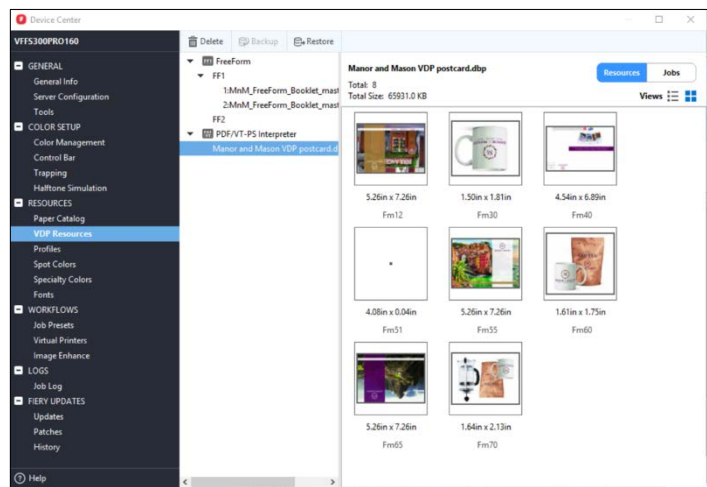 Device Center
VFFS300PRO160
GENERAL
General Info
Server Configuration
Tools
COLOR SETUP
Color Management
Control Bar
Trapping
Halftone Simulation
RESOURCES
Paper Catalog
VDP Resources
Profiles
Spot Colors
Specialty Colors
Fonts
WORKFLOWS
Job Presets
Virtual Printers
Image Enhance
LOGS
Job Log
FIERY UPDATES
Updates
Patches
History
Help
Delete Backup Restore
FreeForm
FF1
1:MnM_FreeForm_Booklet_mast
2:MnM_FreeForm_Booklet_mast
FF2
PDF/VT-PS Interpreter
Manor and Mason VDP postcard.d
Manor and Mason VDP postcard.dbp
Total: 8
Total Size: 65931.0 KB
Resources Jobs
Views
5.26in x 7.26in 1.50in x 1.81in 4.54in x 6.89in
Fm12 Fm30 Fm40
4.08in x 0.04in 5.26in x 7.26in 1.61in x 1.75in
Fm51 Fm55 Fm60
5.26in x 7.26in 1.64in x 2.13in
Fm65 Fm70